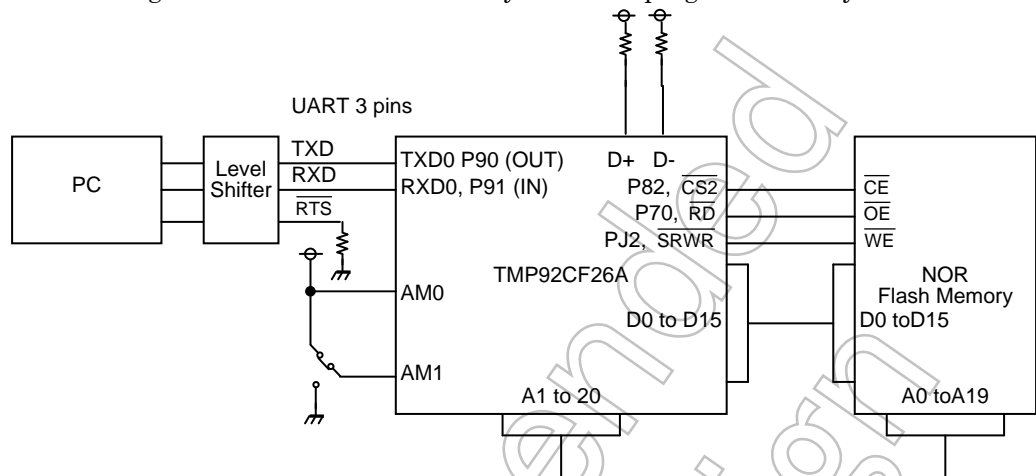 UART 3 pins
PC
Level
Shifter
TXD
RXD
RTS
TXD0 P90 (OUT)
RXD0, P91 (IN)
D+ D-
P82, CS2
P70, RD
PJ2, SRWR
TMP92CF26A
AM0
AM1
D0 to D15
A1 to 20
CE
OE
WE
NOR
Flash Memory
D0 toD15
A0 toA19